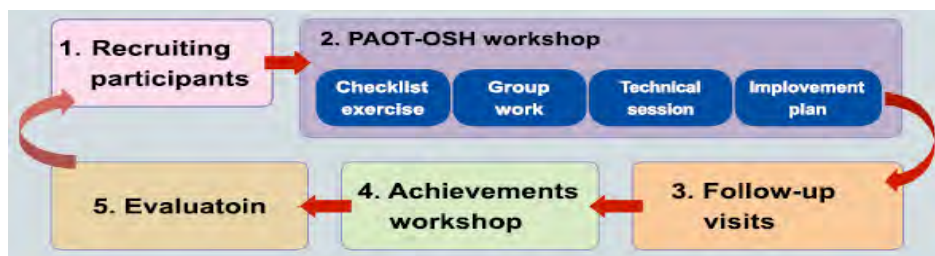 1. Recruiting
participants
2. PAOT-OSH workshop
Checklist
exercise
Group
work
Technical
session
Implovement
plan
3. Follow-up
visits
4. Achievements
workshop
5. Evaluatoin